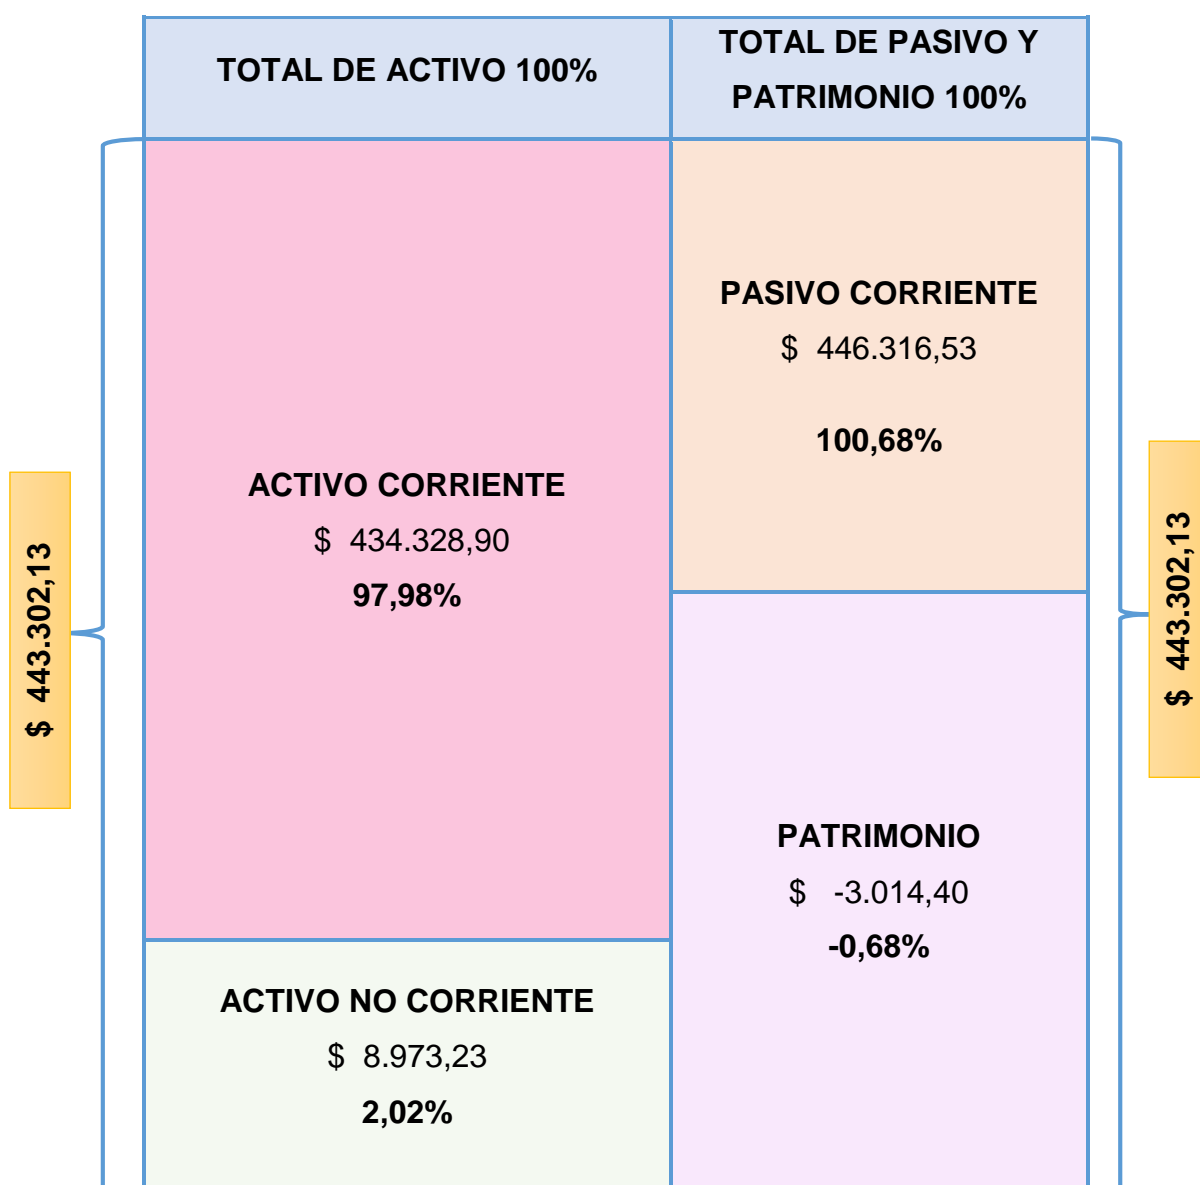 TOTAL DE ACTIVO 100%
TOTAL DE PASIVO Y
PATRIMONIO 100%
$ 443.302,13
ACTIVO CORRIENTE
$ 434.328,90
97,98%
ACTIVO NO CORRIENTE
$ 8.973,23
2,02%
PASIVO CORRIENTE
$ 446.316,53
100,68%
PATRIMONIO
$ -3.014,40
-0,68%
$ 443.302,13